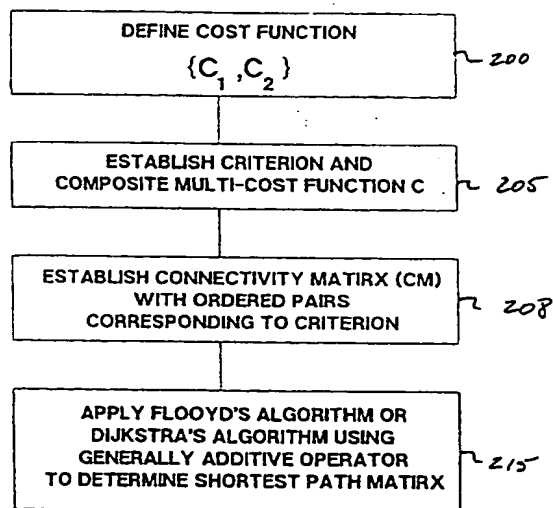 DEFINE COST FUNCTION
{C1 ,C2 }
200
ESTABLISH CRITERION AND
COMPOSITE MULTI-COST FUNCTION C
205
ESTABLISH CONNECTIVITY MATIRX (CM)
WITH ORDERED PAIRS
CORRESPONDING TO CRITERION
208
APPLY FLOOYD'S ALGORITHM OR
DIJKSTRA'S ALGORITHM USING
GENERALLY ADDITIVE OPERATOR
TO DETERMINE SHORTEST PATH MATIRX
215